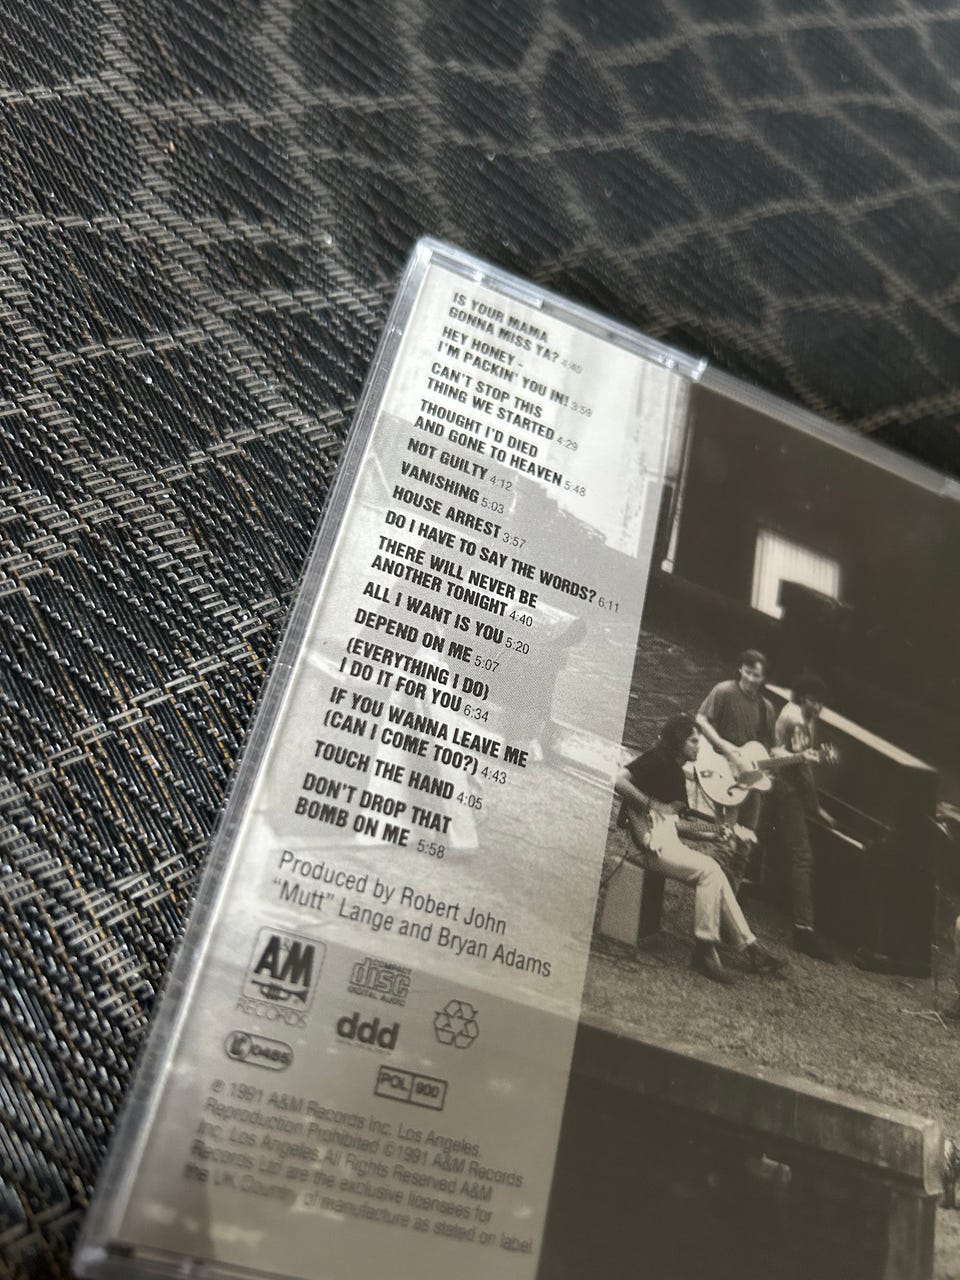 IS YOUR MAMA
GONNA MISS YA? 4:40
HEY HONEY -
I'M PACKIN' YOU IN! 3:59
CAN'T STOP THIS
THING WE STARTED 4:29
THOUGHT I'D DIED
AND GONE TO HEAVEN 5:48
NOT GUILTY 4:12
VANISHING 5:03
HOUSE ARREST 3:57
DO I HAVE TO SAY THE WORDS? 6:11
THERE WILL NEVER BE
ANOTHER TONIGHT 4:40
ALL I WANT IS YOU 5:20
DEPEND ON ME 5:07
(EVERYTHING I DO)
I DO IT FOR YOU 6:34
IF YOU WANNA LEAVE ME
(CAN I COME TOO?) 4:43
TOUCH THE HAND 4:05
DON'T DROP THAT
BOMB ON ME 5:58
Produced by Robert John
"Mutt" Lange and Bryan Adams
A&M
RECORDS
COMPACT
disc
DIGITAL AUDIO
ddd
LC 0485
POL 900
℗ 1991 A&M Records Inc. Los Angeles.
Reproduction Prohibited ©1991 A&M Records
Inc. Los Angeles All Rights Reserved A&M
Records Ltd are the exclusive licensees for
the UK Country of manufacture as stated on label.